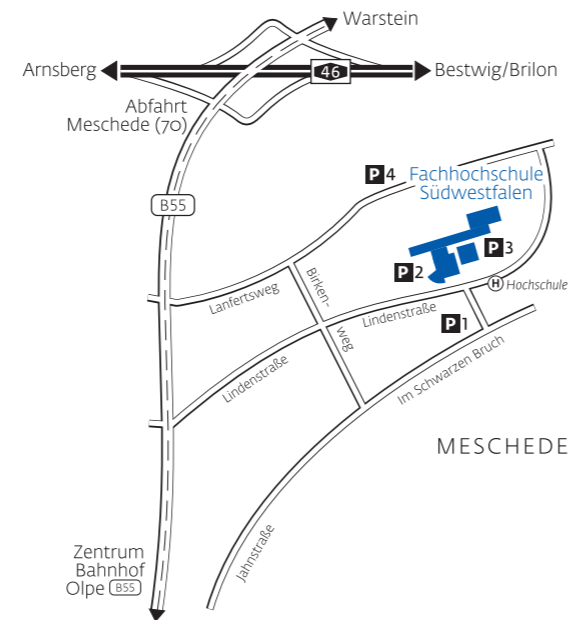 Warstein
Arnsberg
46
Bestwig/Brilon
Abfahrt
Meschede (70)
P 4
Fachhochschule
Südwestfalen
B55
P 3
P 2
H Hochschule
Lanfertsweg
Birken-
weg
Lindenstraße
P 1
Lindenstraße
Im Schwarzen Bruch
MESCHEDE
Jahnstraße
Zentrum
Bahnhof
Olpe B55